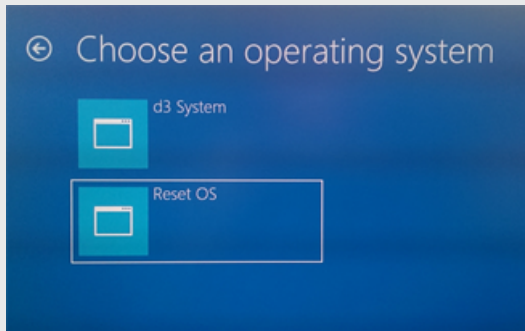 Choose an operating system
d3 System
Reset OS